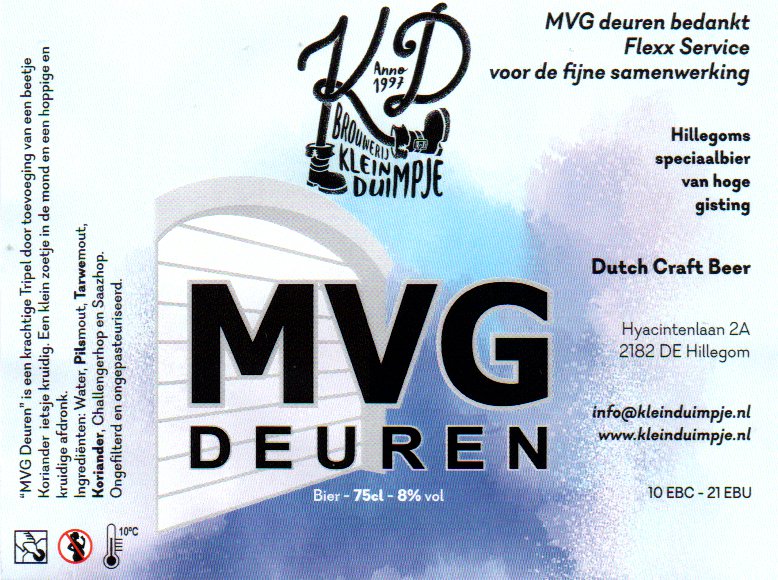 KD
Anno
1997
BROUWERIJ
KLEIN
DUIMPJE
MVG deuren bedankt
Flexx Service
voor de fijne samenwerking
Hillegoms
speciaalbier
van hoge
gisting
Dutch Craft Beer
Hyacintenlaan 2A
2182 DE Hillegom
info@kleinduimpje.nl
www.kleinduimpje.nl
10 EBC - 21 EBU
MVG
DEUREN
Bier - 75cl - 8% vol
“MVG Deuren” is een krachtige Tripel door toevoeging van een beetje
Koriander ietsje kruidig. Een klein zoetje in de mond en een hoppige en
kruidige afdronk.
Ingrediënten: Water, Pilsmout, Tarwemout,
Koriander, Challengerhop en Saazhop.
Ongefilterd en ongepasteuriseerd.
10°C